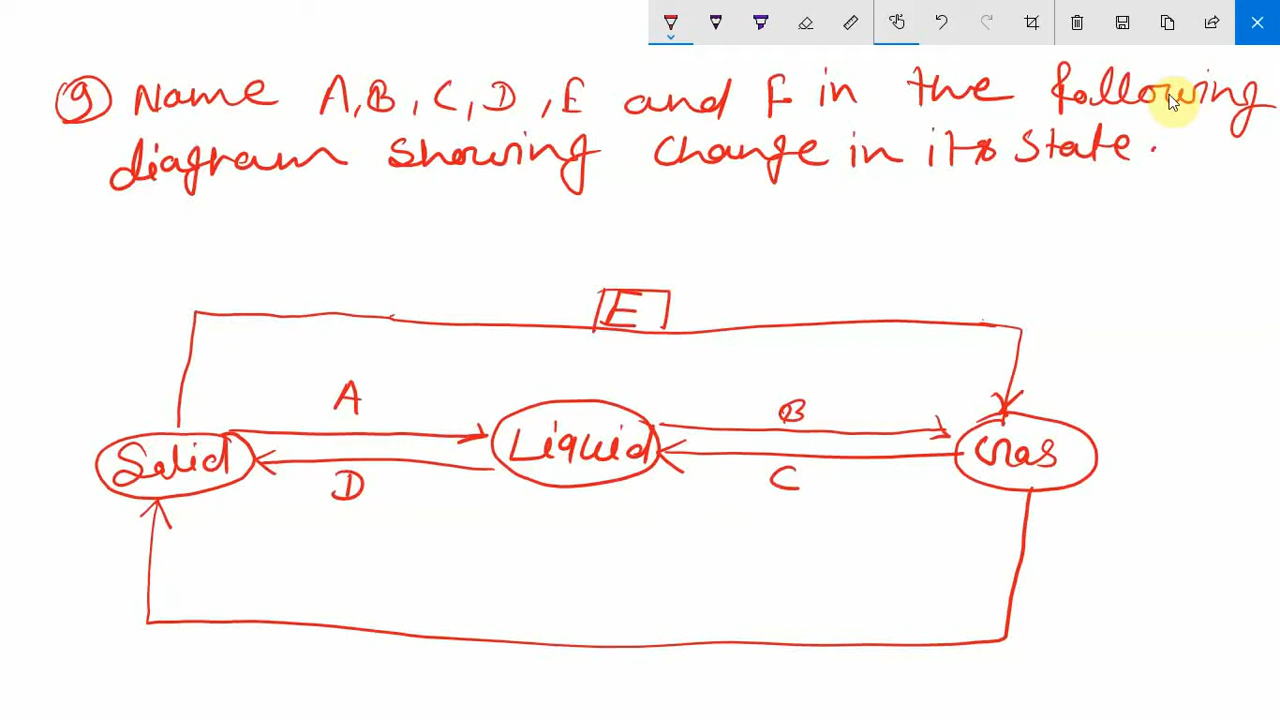 9 Name A, B, C, D, E and F in the following
diagram showing change in its State.
E
A
B
Solid
Liquid
Gas
D
C